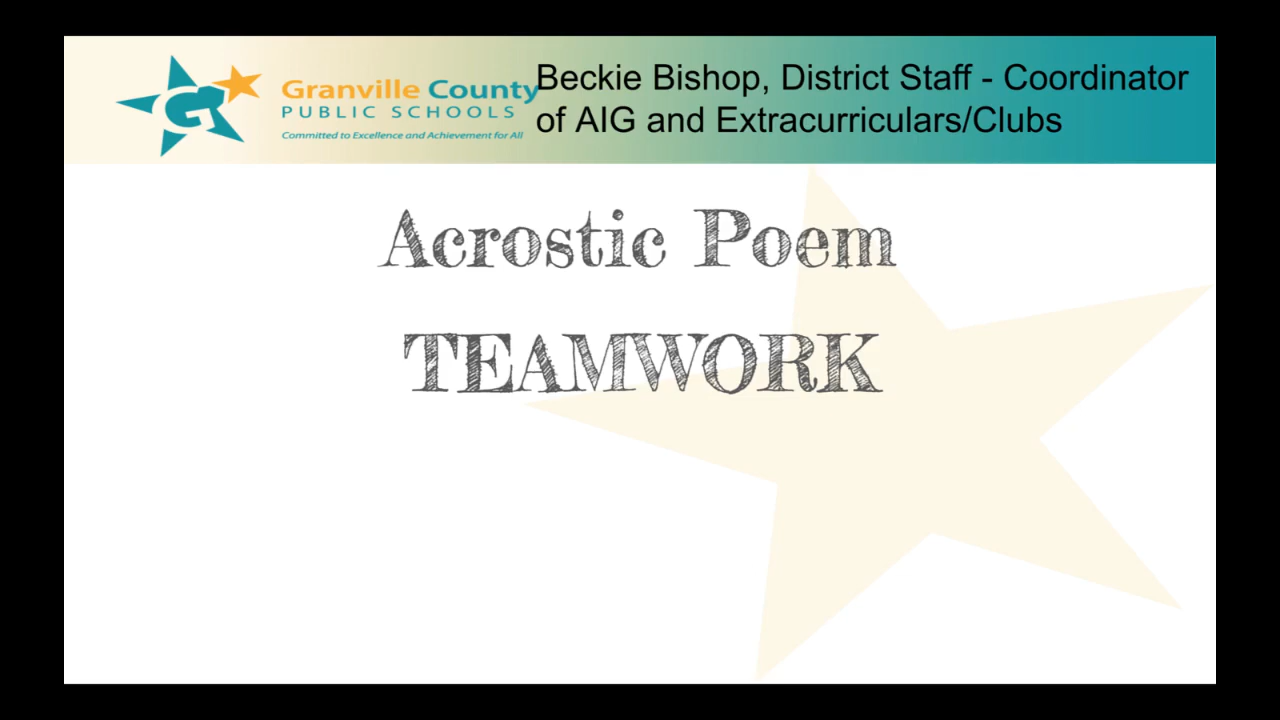 Granville County
PUBLIC SCHOOLS
Committed to Excellence and Achievement for All
Beckie Bishop, District Staff - Coordinator
of AIG and Extracurriculars/Clubs
Acrostic Poem
TEAMWORK